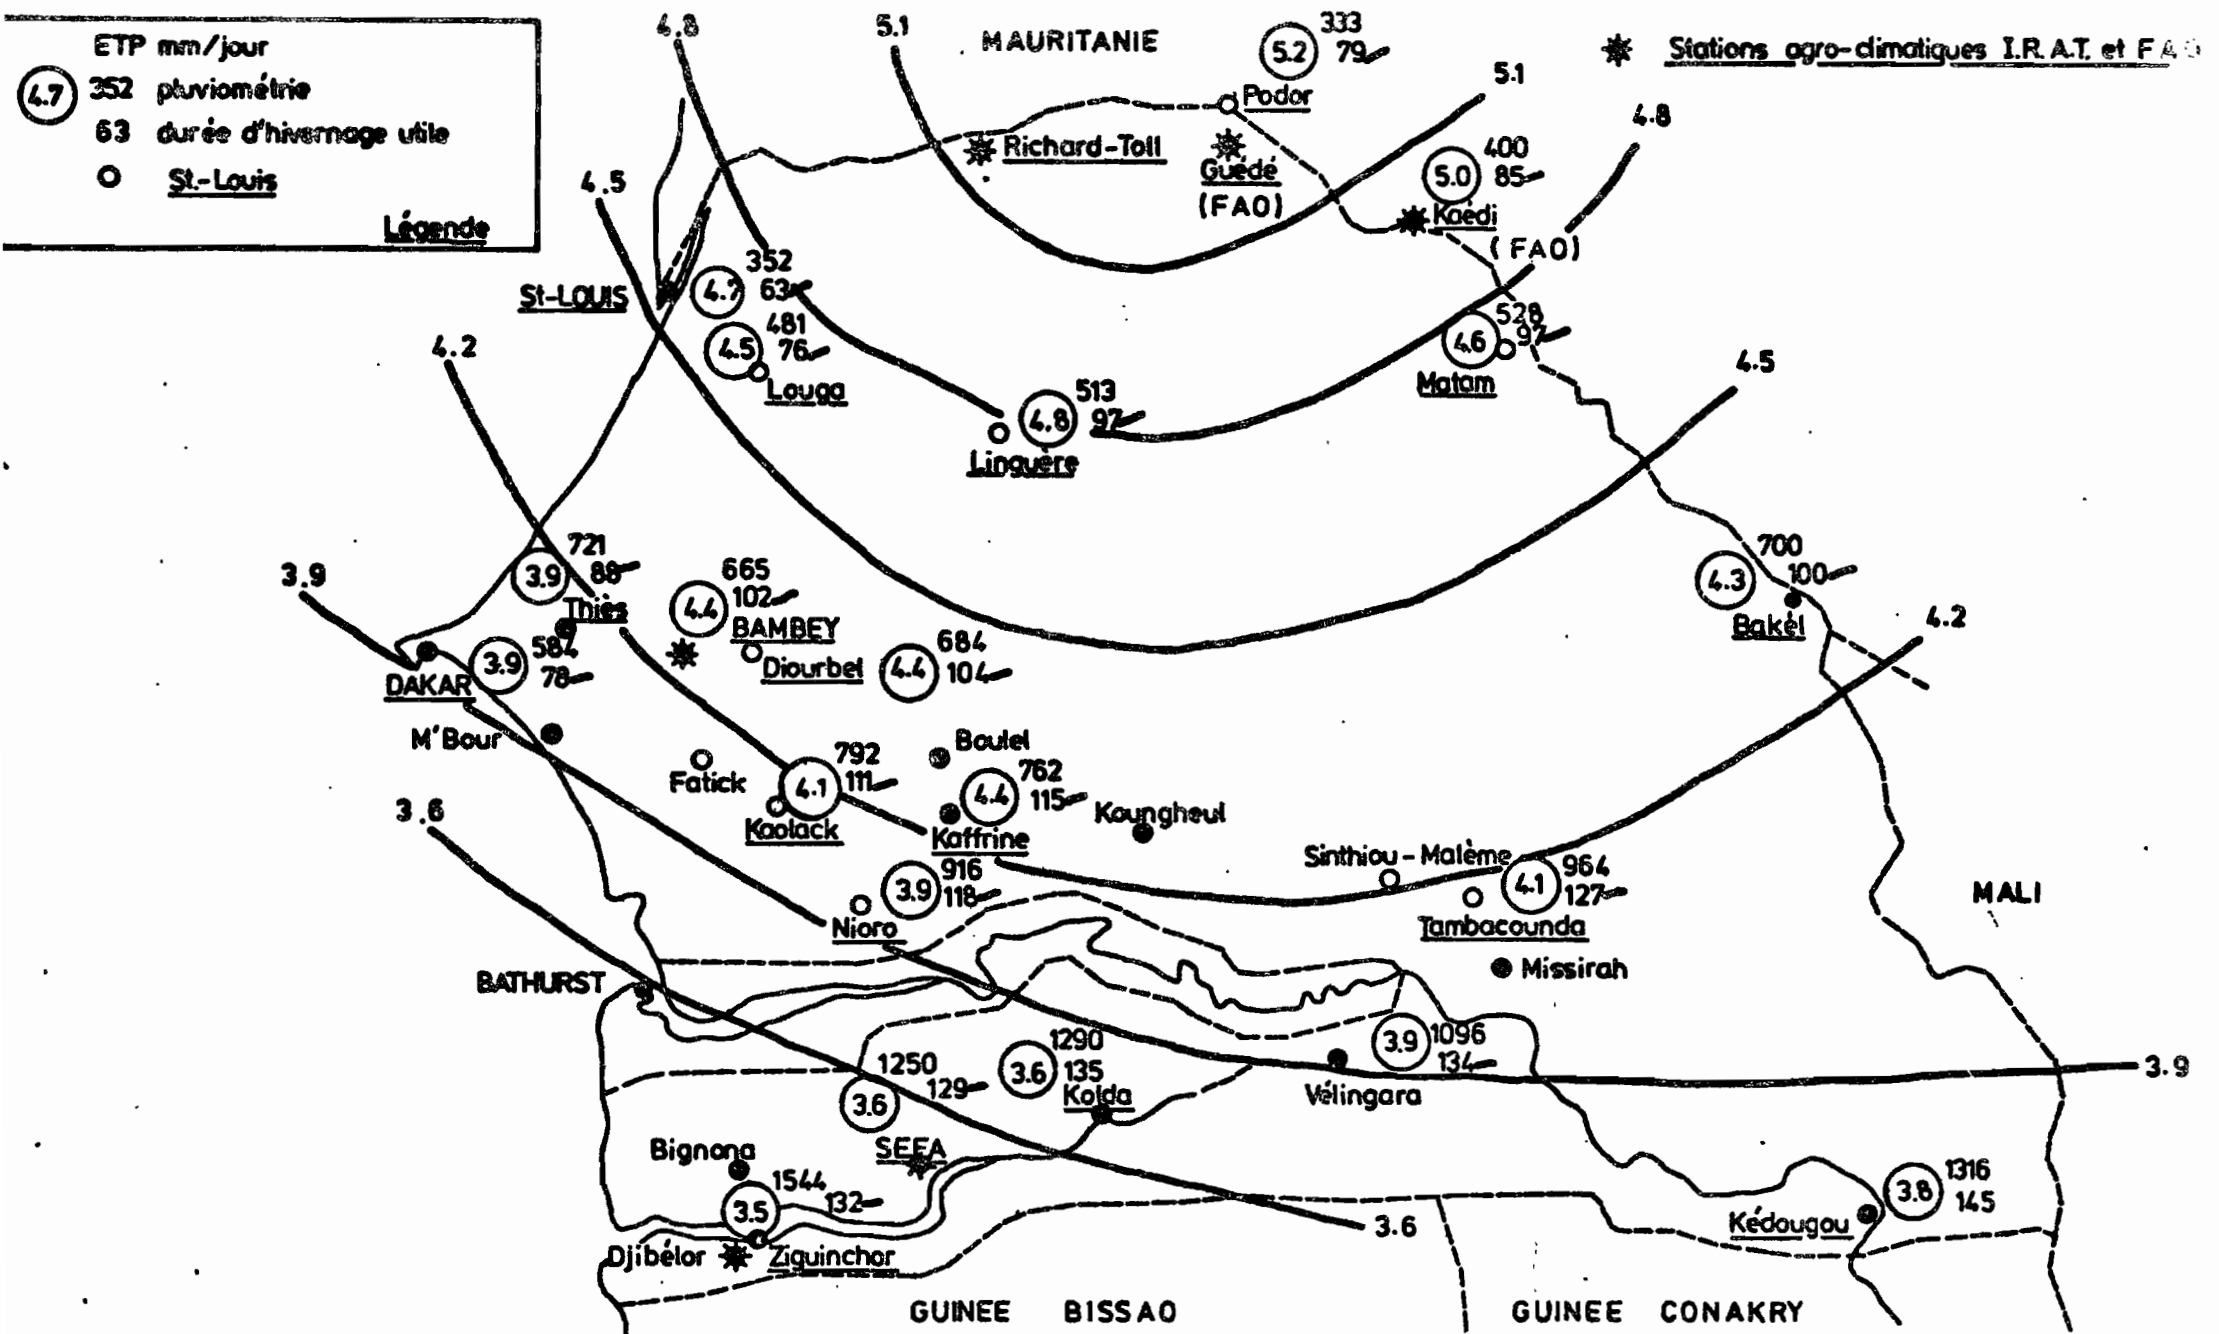 ETP mm/jour
4.7 352 pluviométrie
63 durée d'hivernage utile
St.-Louis
Légende
4.8
5.1
MAURITANIE
5.2 333
79
Podor
Stations agro-climatiques I.R.A.T. et FAO
5.1
4.8
Richard-Toll
Guédé
(FAO)
5.0 400
85
Kaédi
(FAO)
4.5
St-LOUIS
4.7 352
63
4.5 481
76
Louga
4.2
4.8 513
97
Linguère
4.6 528
97
Matam
4.5
3.9
3.9 721
88
Thiès
4.4 665
102
BAMBEY
Diourbel
4.4 684
104
4.3 700
100
Bakel
4.2
DAKAR
3.9 584
78
M'Bour
Fatick
4.1 792
111
Kaolack
Boulel
4.4 762
115
Kaffrine
Koungheul
3.6
3.9 916
118
Nioro
Sinthiou-Malème
4.1 964
127
Tambacounda
Missirah
MALI
BATHURST
3.6 1250
129
SEFA
3.6 1290
135
Kolda
3.9 1096
134
Vélingara
3.9
Bignona
3.5 1544
132
Djibélor
Ziguinchor
3.6
3.8 1316
145
Kédougou
GUINEE BISSAO
GUINEE CONAKRY